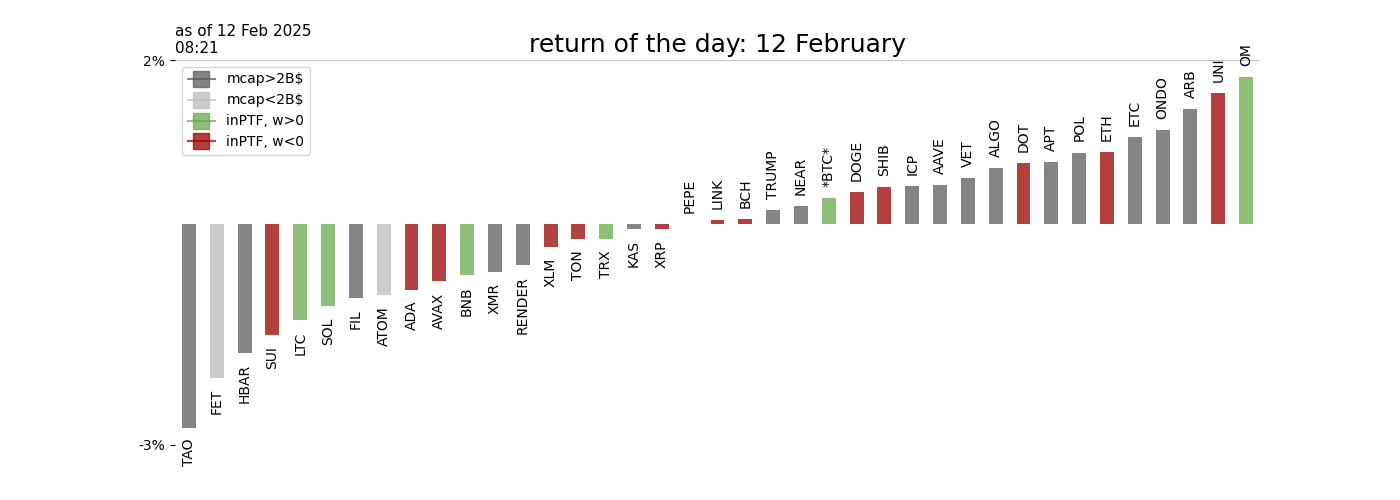 as of 12 Feb 2025
08:21
return of the day: 12 February
2%
mcap>2B$
mcap<2B$
inPTF, w>0
inPTF, w<0
-3%
TAO
FET
HBAR
SUI
LTC
SOL
FIL
ATOM
ADA
AVAX
BNB
XMR
RENDER
XLM
TON
TRX
KAS
XRP
PEPE
LINK
BCH
TRUMP
NEAR
*BTC*
DOGE
SHIB
ICP
AAVE
VET
ALGO
DOT
APT
POL
ETH
ETC
ONDO
ARB
UNI
OM